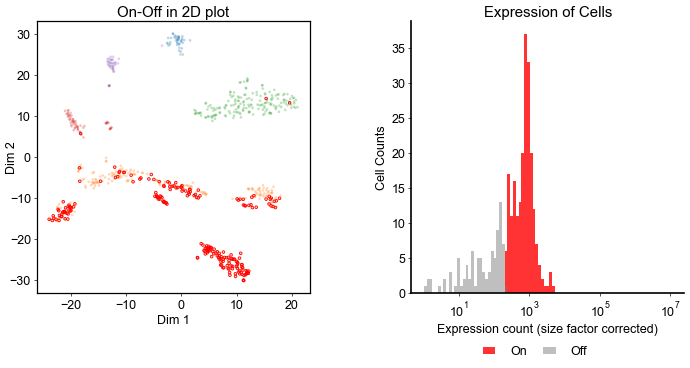 On-Off in 2D plot
30
20
10
0
−10
−20
−30
Dim 2
−20 −10 0 10 20
Dim 1
Expression of Cells
35
30
25
20
15
10
5
0
Cell Counts
10^1 10^3 10^5 10^7
Expression count (size factor corrected)
On Off